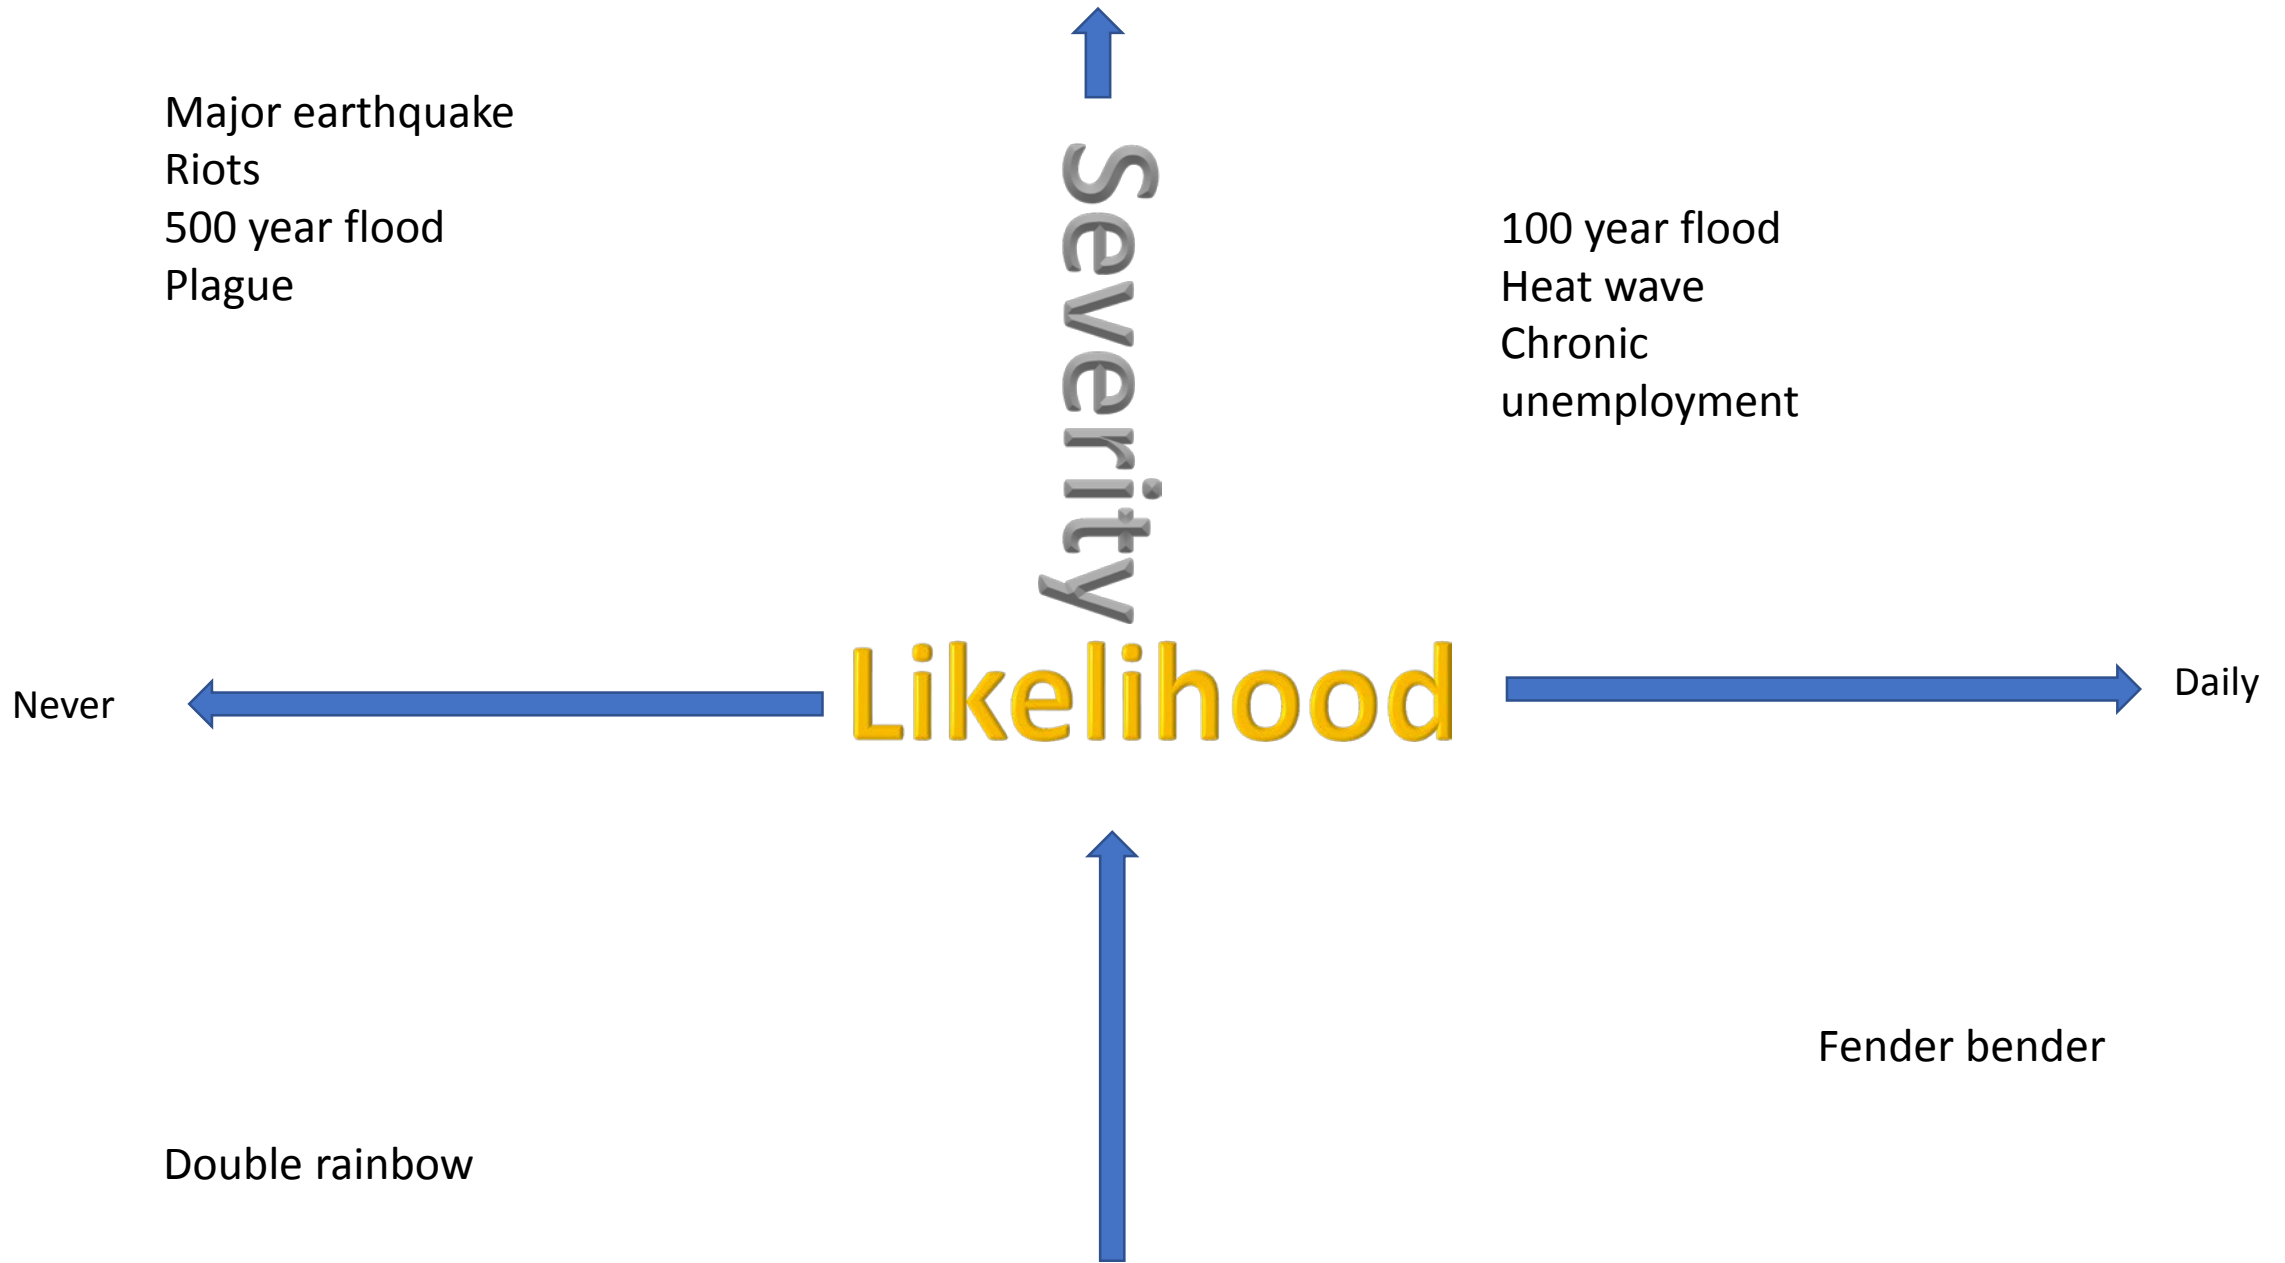 Major earthquake
Riots
500 year flood
Plague
Severity
100 year flood
Heat wave
Chronic
unemployment
Never
Likelihood
Daily
Fender bender
Double rainbow